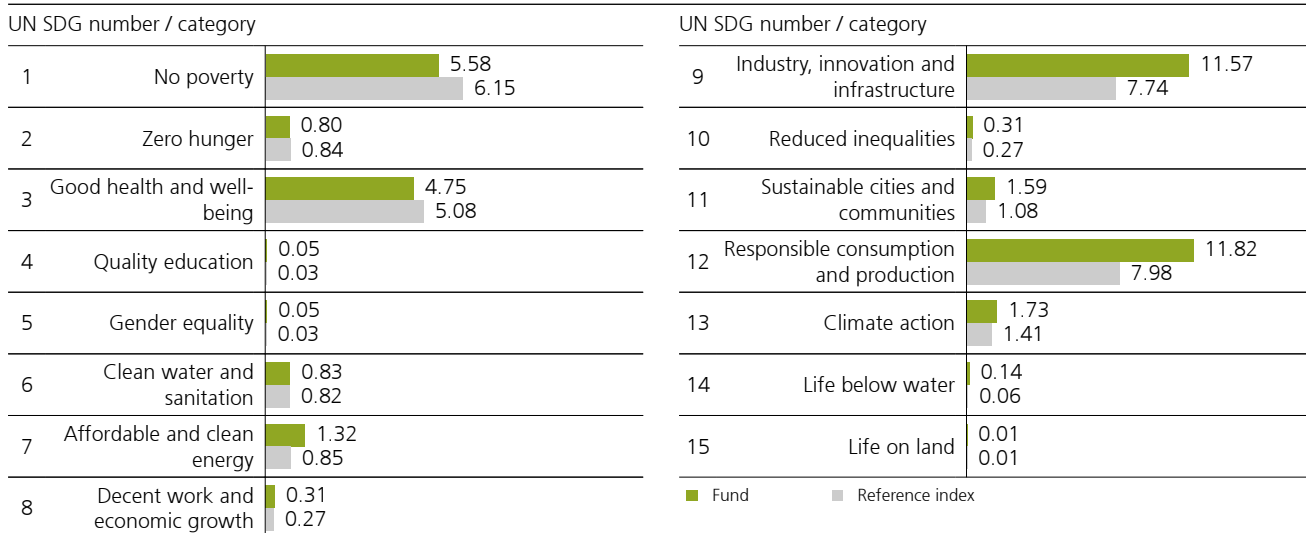 UN SDG number / category
1
No poverty
5.58
6.15
2
Zero hunger
0.80
0.84
3
Good health and well-
being
4.75
5.08
4
Quality education
0.05
0.03
5
Gender equality
0.05
0.03
6
Clean water and
sanitation
0.83
0.82
7
Affordable and clean
energy
1.32
0.85
8
Decent work and
economic growth
0.31
0.27
UN SDG number / category
9
Industry, innovation and
infrastructure
11.57
7.74
10
Reduced inequalities
0.31
0.27
11
Sustainable cities and
communities
1.59
1.08
12
Responsible consumption
and production
11.82
7.98
13
Climate action
1.73
1.41
14
Life below water
0.14
0.06
15
Life on land
0.01
0.01
Fund
Reference index